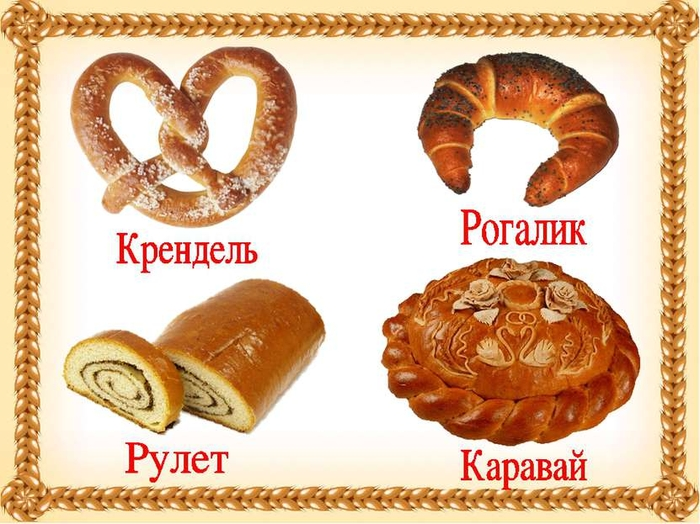 Крендель
Рогалик
Рулет
Каравай